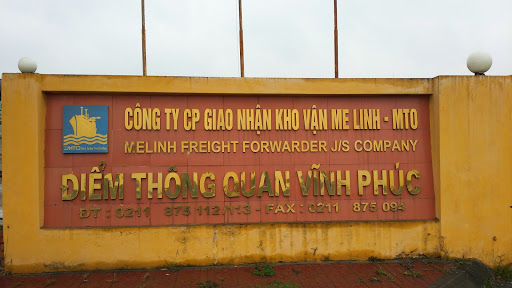 CÔNG TY CP GIAO NHẬN KHO VẬN ME LINH - MTO
MELINH FREIGHT FORWARDER J/S COMPANY
ĐIỂM THÔNG QUAN VĨNH PHÚC
ĐT : 0211 875 112.113 - FAX : 0211 875 094